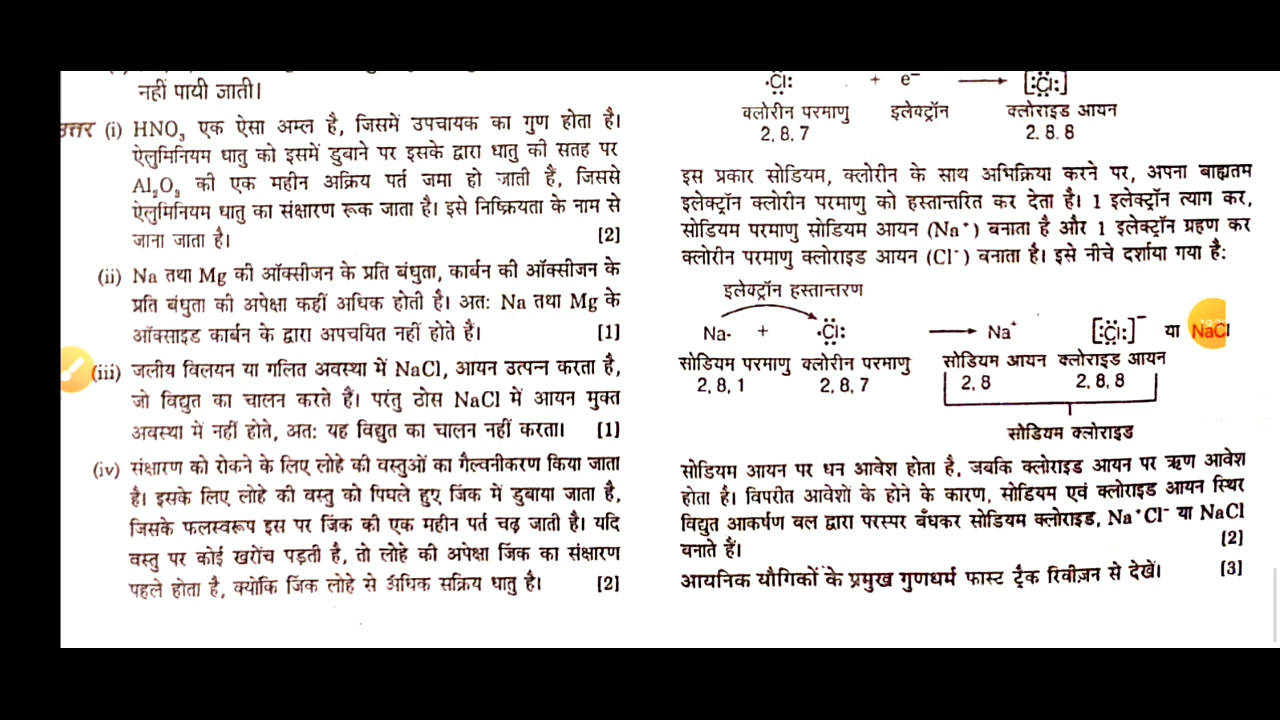 नहीं पायी जाती।
उत्तर (i) HNO₃ एक ऐसा अम्ल है, जिसमें उपचायक का गुण होता है।
ऐलुमिनियम धातु को इसमें डुबाने पर इसके द्वारा धातु की सतह पर
Al₂O₃ की एक महीन अक्रिय पर्त जमा हो जाती हैं, जिससे
ऐलुमिनियम धातु का संक्षारण रूक जाता है। इसे निष्क्रियता के नाम से
जाना जाता है। [2]
(ii) Na तथा Mg की ऑक्सीजन के प्रति बंधुता, कार्बन की ऑक्सीजन के
प्रति बंधुता की अपेक्षा कहीं अधिक होती है। अत: Na तथा Mg के
ऑक्साइड कार्बन के द्वारा अपचयित नहीं होते हैं। [1]
(iii) जलीय विलयन या गलित अवस्था में NaCl, आयन उत्पन्न करता है,
जो विद्युत का चालन करते हैं। परंतु ठोस NaCl में आयन मुक्त
अवस्था में नहीं होते, अत: यह विद्युत का चालन नहीं करता। [1]
(iv) संक्षारण को रोकने के लिए लोहे की वस्तुओं का गैल्वनीकरण किया जाता
है। इसके लिए लोहे की वस्तु को पिघले हुए जिंक में डुबाया जाता है,
जिसके फलस्वरूप इस पर जिंक की एक महीन पर्त चढ़ जाती है। यदि
वस्तु पर कोई खरोंच पड़ती है, तो लोहे की अपेक्षा जिंक का संक्षारण
पहले होता है, क्योंकि जिंक लोहे से अधिक सक्रिय धातु है। [2]
·Cl: + e⁻ → [:Cl:]
क्लोरीन परमाणु इलेक्ट्रॉन क्लोराइड आयन
2, 8, 7 2. 8. 8
इस प्रकार सोडियम, क्लोरीन के साथ अभिक्रिया करने पर, अपना बाह्यतम
इलेक्ट्रॉन क्लोरीन परमाणु को हस्तान्तरित कर देता है। 1 इलेक्ट्रॉन त्याग कर,
सोडियम परमाणु सोडियम आयन (Na⁺) बनाता है और 1 इलेक्ट्रॉन ग्रहण कर
क्लोरीन परमाणु क्लोराइड आयन (Cl⁻) बनाता है। इसे नीचे दर्शाया गया है:
इलेक्ट्रॉन हस्तान्तरण
Na· + ·Cl: → Na⁺ [:Cl:]⁻ या NaCl
सोडियम परमाणु क्लोरीन परमाणु सोडियम आयन क्लोराइड आयन
2, 8, 1 2, 8, 7 2, 8 2, 8, 8
सोडियम क्लोराइड
सोडियम आयन पर धन आवेश होता है, जबकि क्लोराइड आयन पर ऋण आवेश
होता है। विपरीत आवेशों के होने के कारण, सोडियम एवं क्लोराइड आयन स्थिर
विद्युत आकर्षण बल द्वारा परस्पर बँधकर सोडियम क्लोराइड, Na⁺Cl⁻ या NaCl
बनाते हैं। [2]
आयनिक यौगिकों के प्रमुख गुणधर्म फास्ट ट्रैक रिवीज़न से देखें। [3]